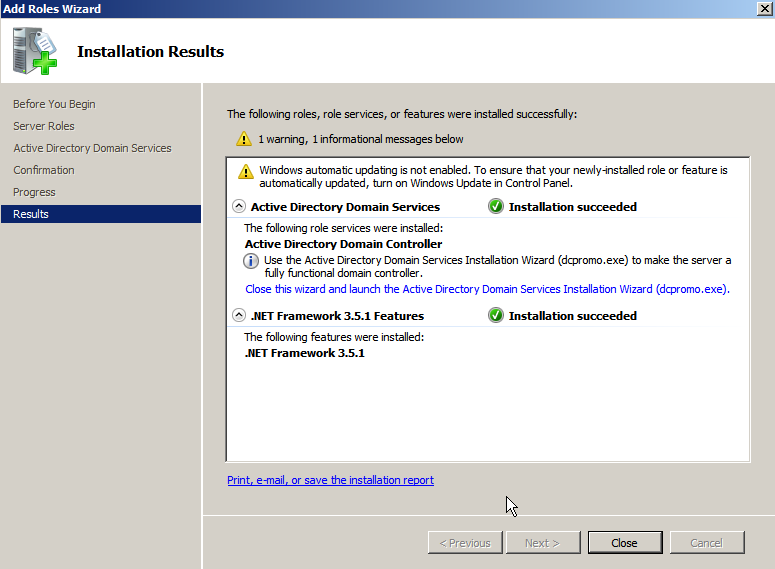 Add Roles Wizard
Installation Results
Before You Begin
Server Roles
Active Directory Domain Services
Confirmation
Progress
Results
The following roles, role services, or features were installed successfully:
1 warning, 1 informational messages below
Windows automatic updating is not enabled. To ensure that your newly-installed role or feature is
automatically updated, turn on Windows Update in Control Panel.
Active Directory Domain Services Installation succeeded
The following role services were installed:
Active Directory Domain Controller
Use the Active Directory Domain Services Installation Wizard (dcpromo.exe) to make the server a
fully functional domain controller.
Close this wizard and launch the Active Directory Domain Services Installation Wizard (dcpromo.exe).
.NET Framework 3.5.1 Features Installation succeeded
The following features were installed:
.NET Framework 3.5.1
Print, e-mail, or save the installation report
< Previous Next > Close Cancel